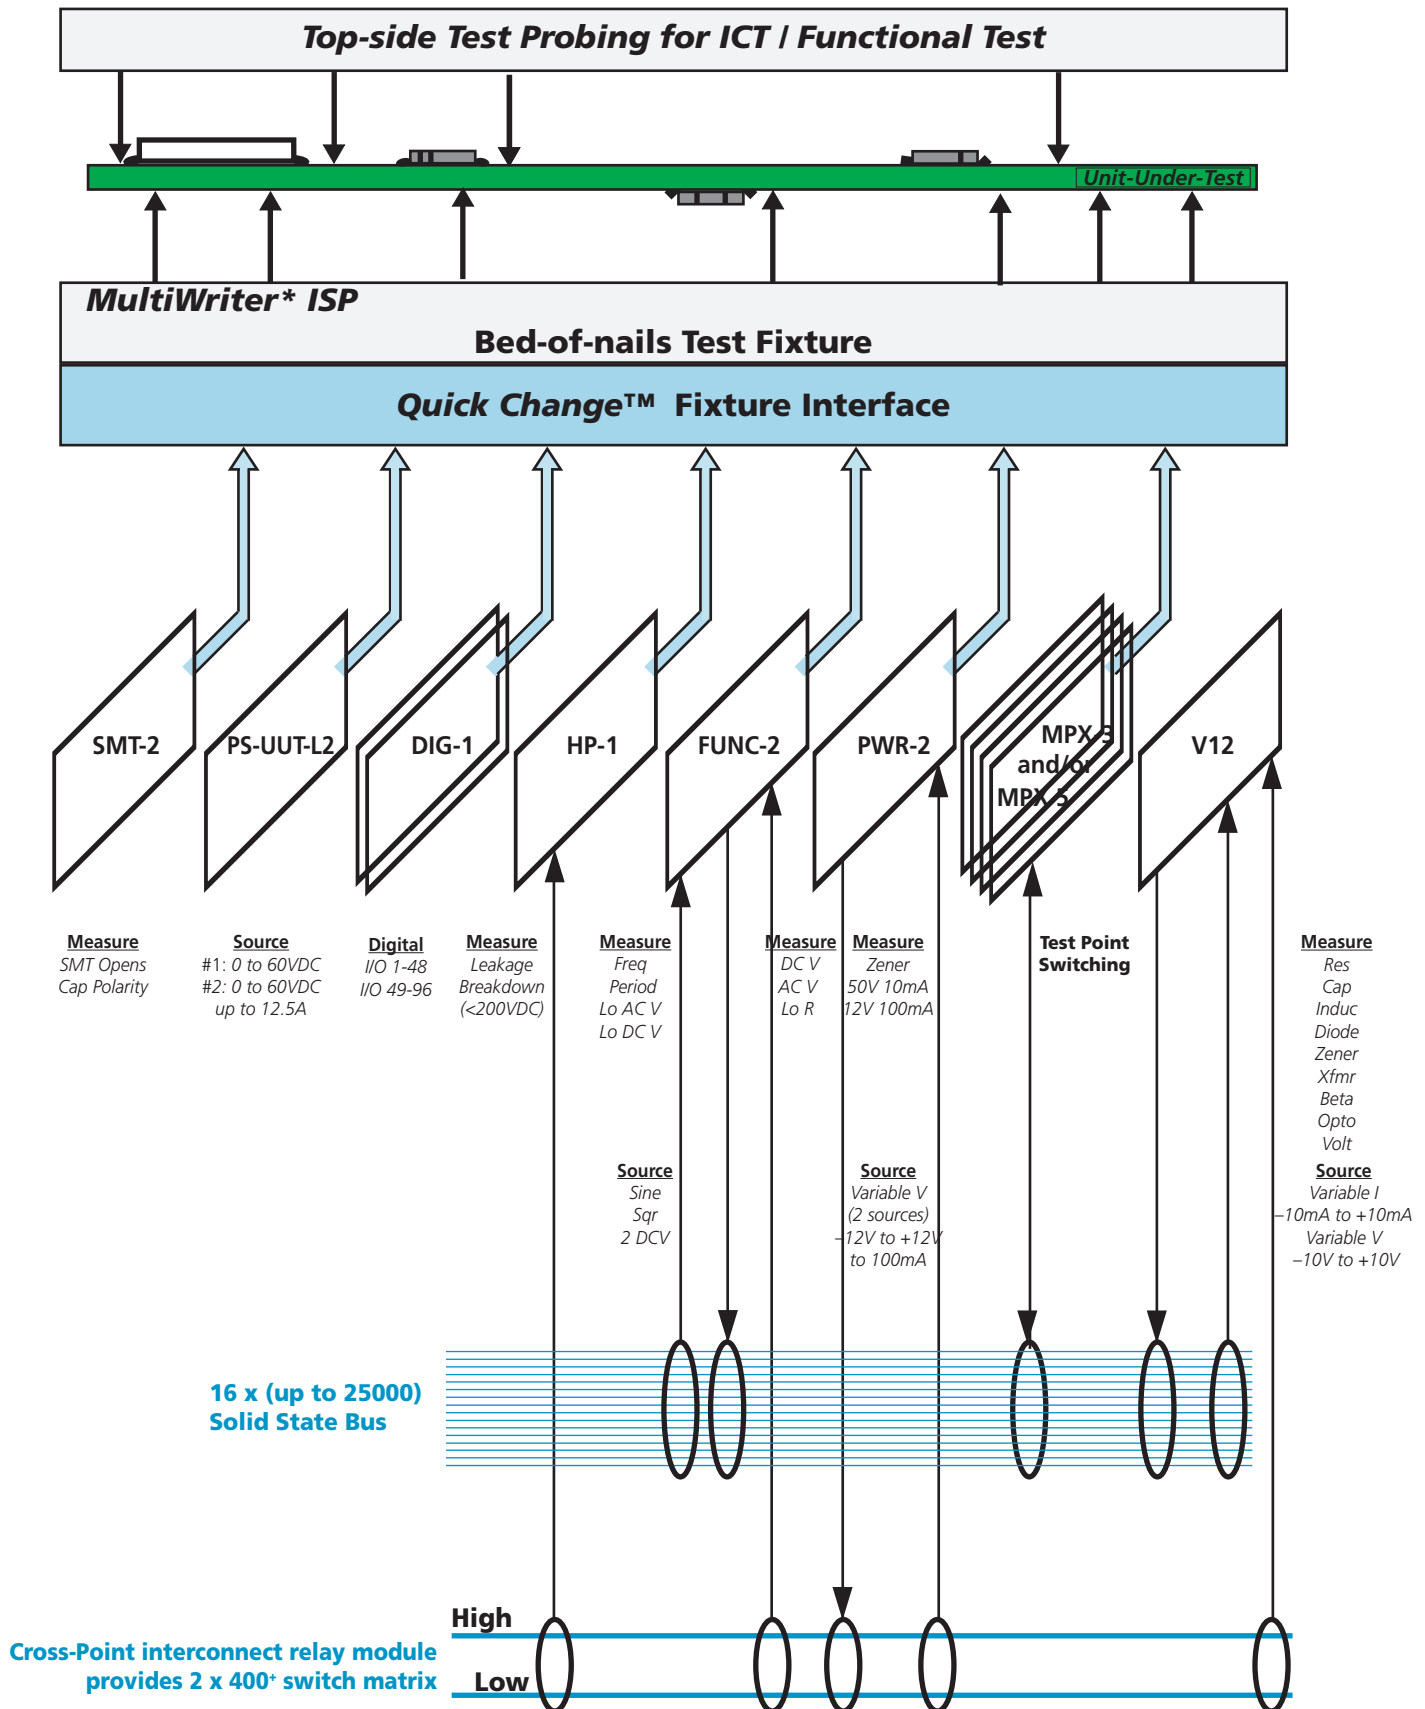 Top-side Test Probing for ICT / Functional Test
Unit-Under-Test
MultiWriter* ISP
Bed-of-nails Test Fixture
Quick Change™ Fixture Interface
SMT-2
PS-UUT-L2
DIG-1
HP-1
FUNC-2
PWR-2
MPX-3
and/or
MPX-5
V12
Measure
SMT Opens
Cap Polarity
Source
#1: 0 to 60VDC
#2: 0 to 60VDC
up to 12.5A
Digital
I/O 1-48
I/O 49-96
Measure
Leakage
Breakdown
(<200VDC)
Measure
Freq
Period
Lo AC V
Lo DC V
Source
Sine
Sqr
2 DCV
Measure
DC V
AC V
Lo R
Measure
Zener
50V 10mA
12V 100mA
Source
Variable V
(2 sources)
–12V to +12V
to 100mA
Test Point
Switching
Measure
Res
Cap
Induc
Diode
Zener
Xfmr
Beta
Opto
Volt
Source
Variable I
–10mA to +10mA
Variable V
–10V to +10V
16 x (up to 25000)
Solid State Bus
High
Low
Cross-Point interconnect relay module
provides 2 x 400⁺ switch matrix